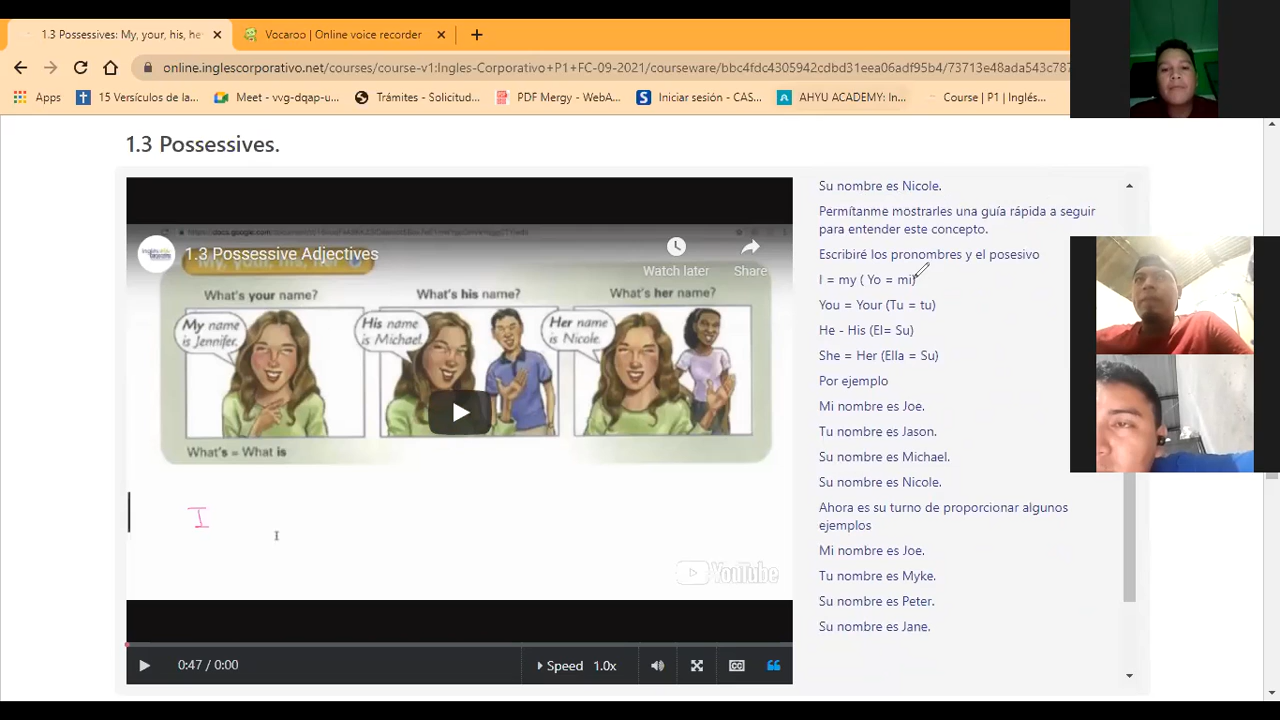 1.3 Possessives: My, your, his, he
Vocaroo | Online voice recorder
online.inglescorporativo.net/courses/course-v1:Ingles-Corporativo+P1+FC-09-2021/courseware/bbc4fdc4305942cdbd31eea06adf95b4/73713e48ada543c787
Apps
15 Versículos de la...
Meet - vvg-dqap-u...
Trámites - Solicitud...
PDF Mergy - WebA...
Iniciar sesión - CAS...
AHYU ACADEMY: In...
Course | P1 | Inglés...
1.3 Possessives.
1.3 Possessive Adjectives
Watch later
Share
What's your name?
What's his name?
What's her name?
My name
is Jennifer.
His name
is Michael.
Her name
is Nicole.
What's = What is
I
YouTube
0:47 / 0:00
Speed 1.0x
Su nombre es Nicole.
Permítanme mostrarles una guía rápida a seguir
para entender este concepto.
Escribiré los pronombres y el posesivo
I = my ( Yo = mi)
You = Your (Tu = tu)
He - His (El= Su)
She = Her (Ella = Su)
Por ejemplo
Mi nombre es Joe.
Tu nombre es Jason.
Su nombre es Michael.
Su nombre es Nicole.
Ahora es su turno de proporcionar algunos
ejemplos
Mi nombre es Joe.
Tu nombre es Myke.
Su nombre es Peter.
Su nombre es Jane.